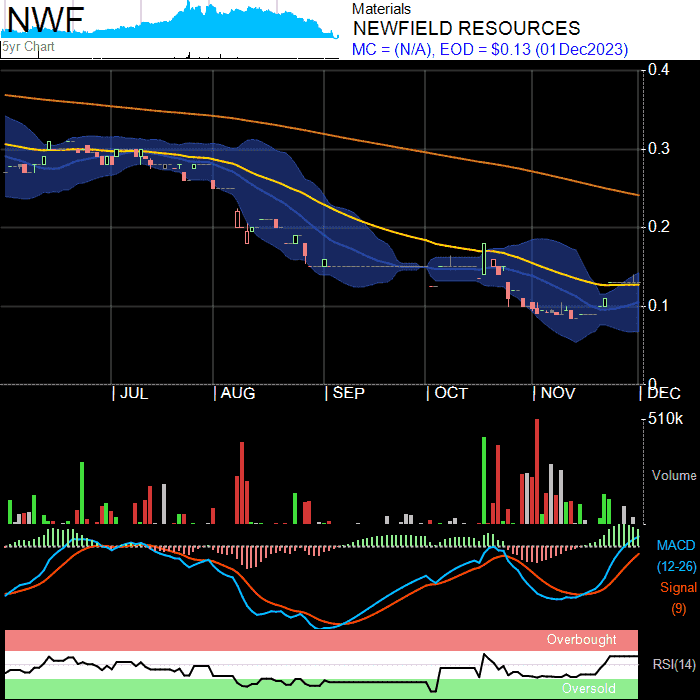 NWF
5yr Chart
Materials
NEWFIELD RESOURCES
MC = (N/A), EOD = $0.13 (01Dec2023)
0.4
0.3
0.2
0.1
0
JUL AUG SEP OCT NOV DEC
510k
Volume
MACD
(12-26)
Signal
(9)
Overbought
RSI(14)
Oversold